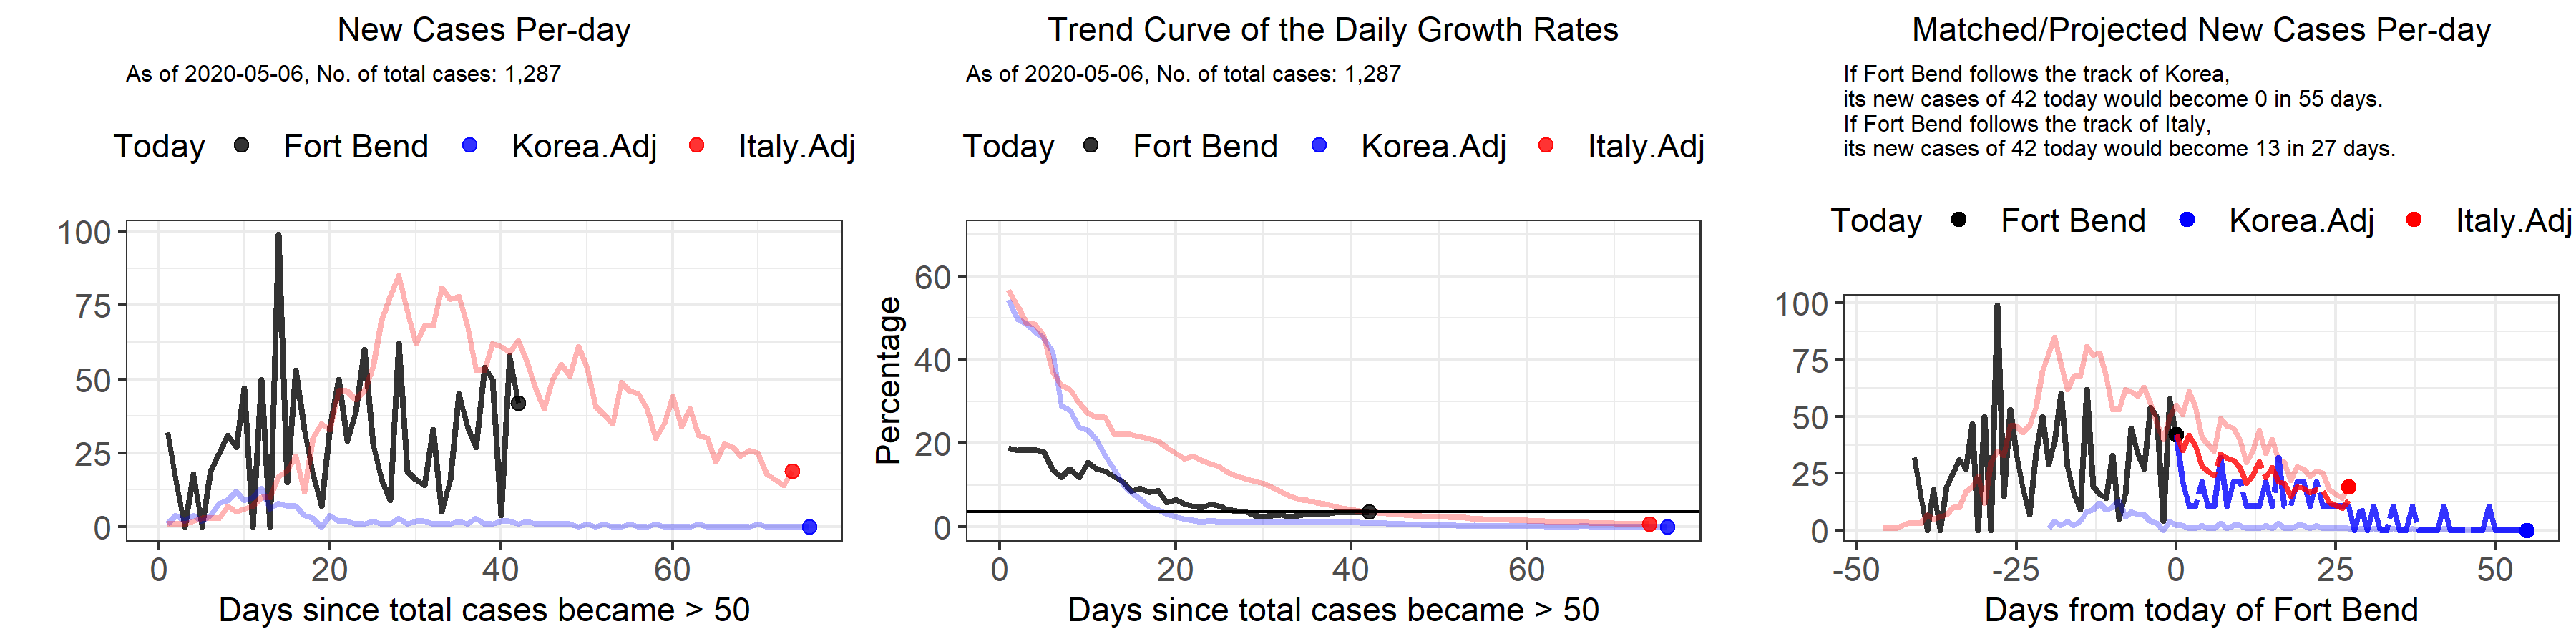 New Cases Per-day
As of 2020-05-06, No. of total cases: 1,287
Today Fort Bend Korea.Adj Italy.Adj
100
75
50
25
0
0 20 40 60
Days since total cases became > 50
Trend Curve of the Daily Growth Rates
As of 2020-05-06, No. of total cases: 1,287
Today Fort Bend Korea.Adj Italy.Adj
Percentage
60
40
20
0
0 20 40 60
Days since total cases became > 50
Matched/Projected New Cases Per-day
If Fort Bend follows the track of Korea,
its new cases of 42 today would become 0 in 55 days.
If Fort Bend follows the track of Italy,
its new cases of 42 today would become 13 in 27 days.
Today Fort Bend Korea.Adj Italy.Adj
100
75
50
25
0
-50 -25 0 25 50
Days from today of Fort Bend